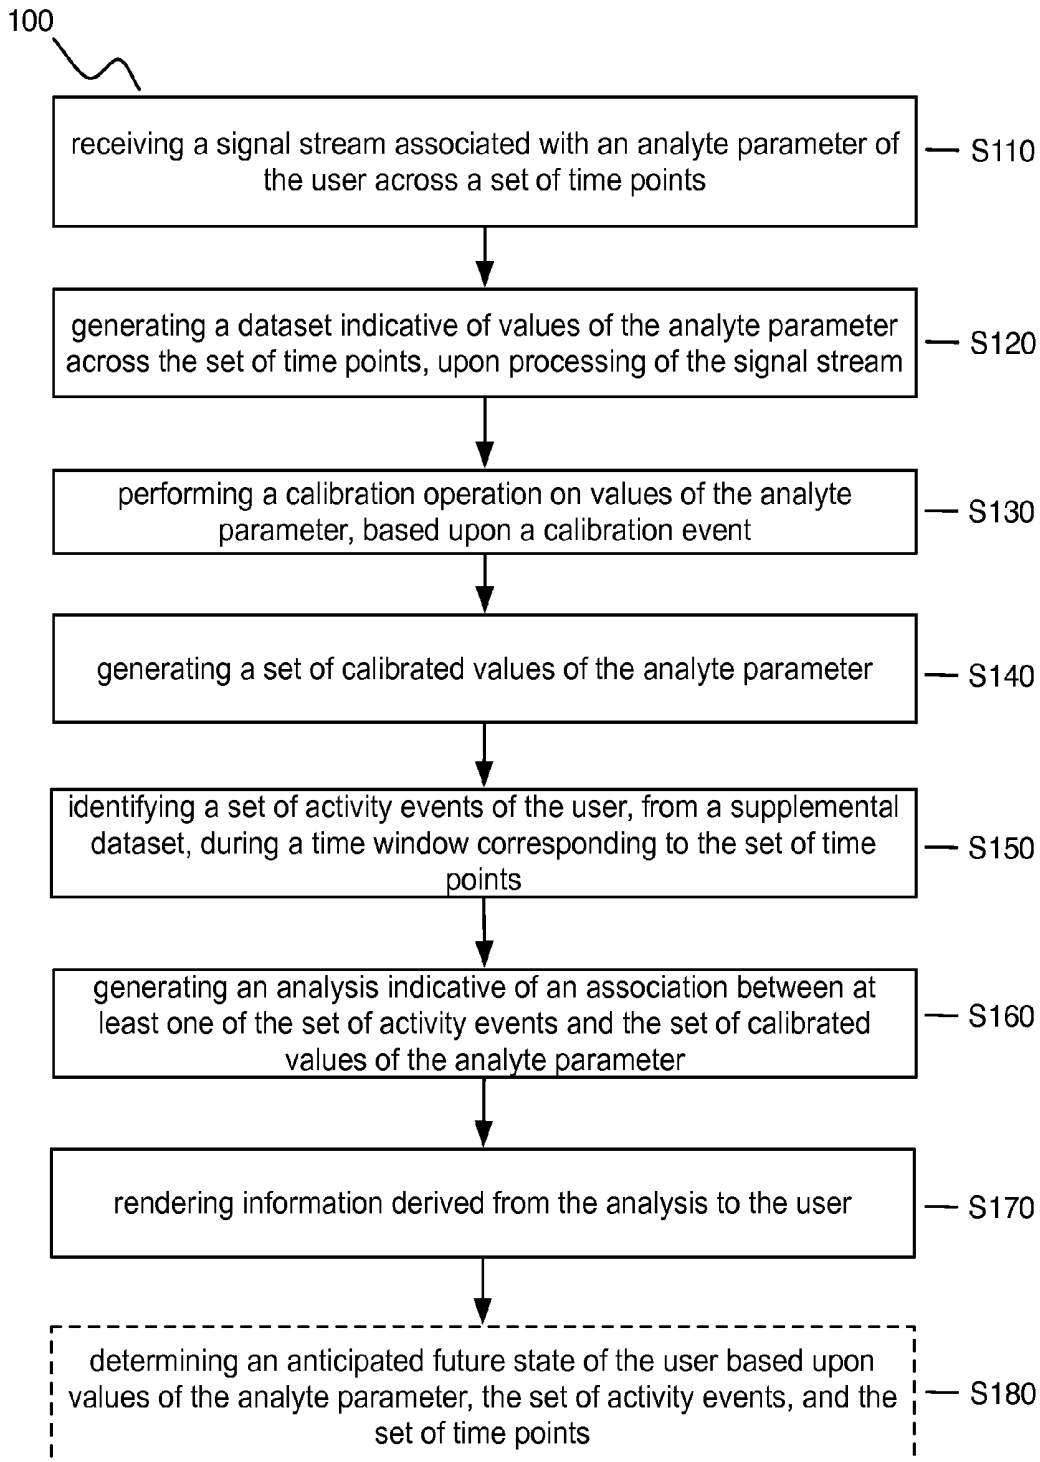 100
receiving a signal stream associated with an analyte parameter of
the user across a set of time points
S110
generating a dataset indicative of values of the analyte parameter
across the set of time points, upon processing of the signal stream
S120
performing a calibration operation on values of the analyte
parameter, based upon a calibration event
S130
generating a set of calibrated values of the analyte parameter
S140
identifying a set of activity events of the user, from a supplemental
dataset, during a time window corresponding to the set of time
points
S150
generating an analysis indicative of an association between at
least one of the set of activity events and the set of calibrated
values of the analyte parameter
S160
rendering information derived from the analysis to the user
S170
determining an anticipated future state of the user based upon
values of the analyte parameter, the set of activity events, and the
set of time points
S180